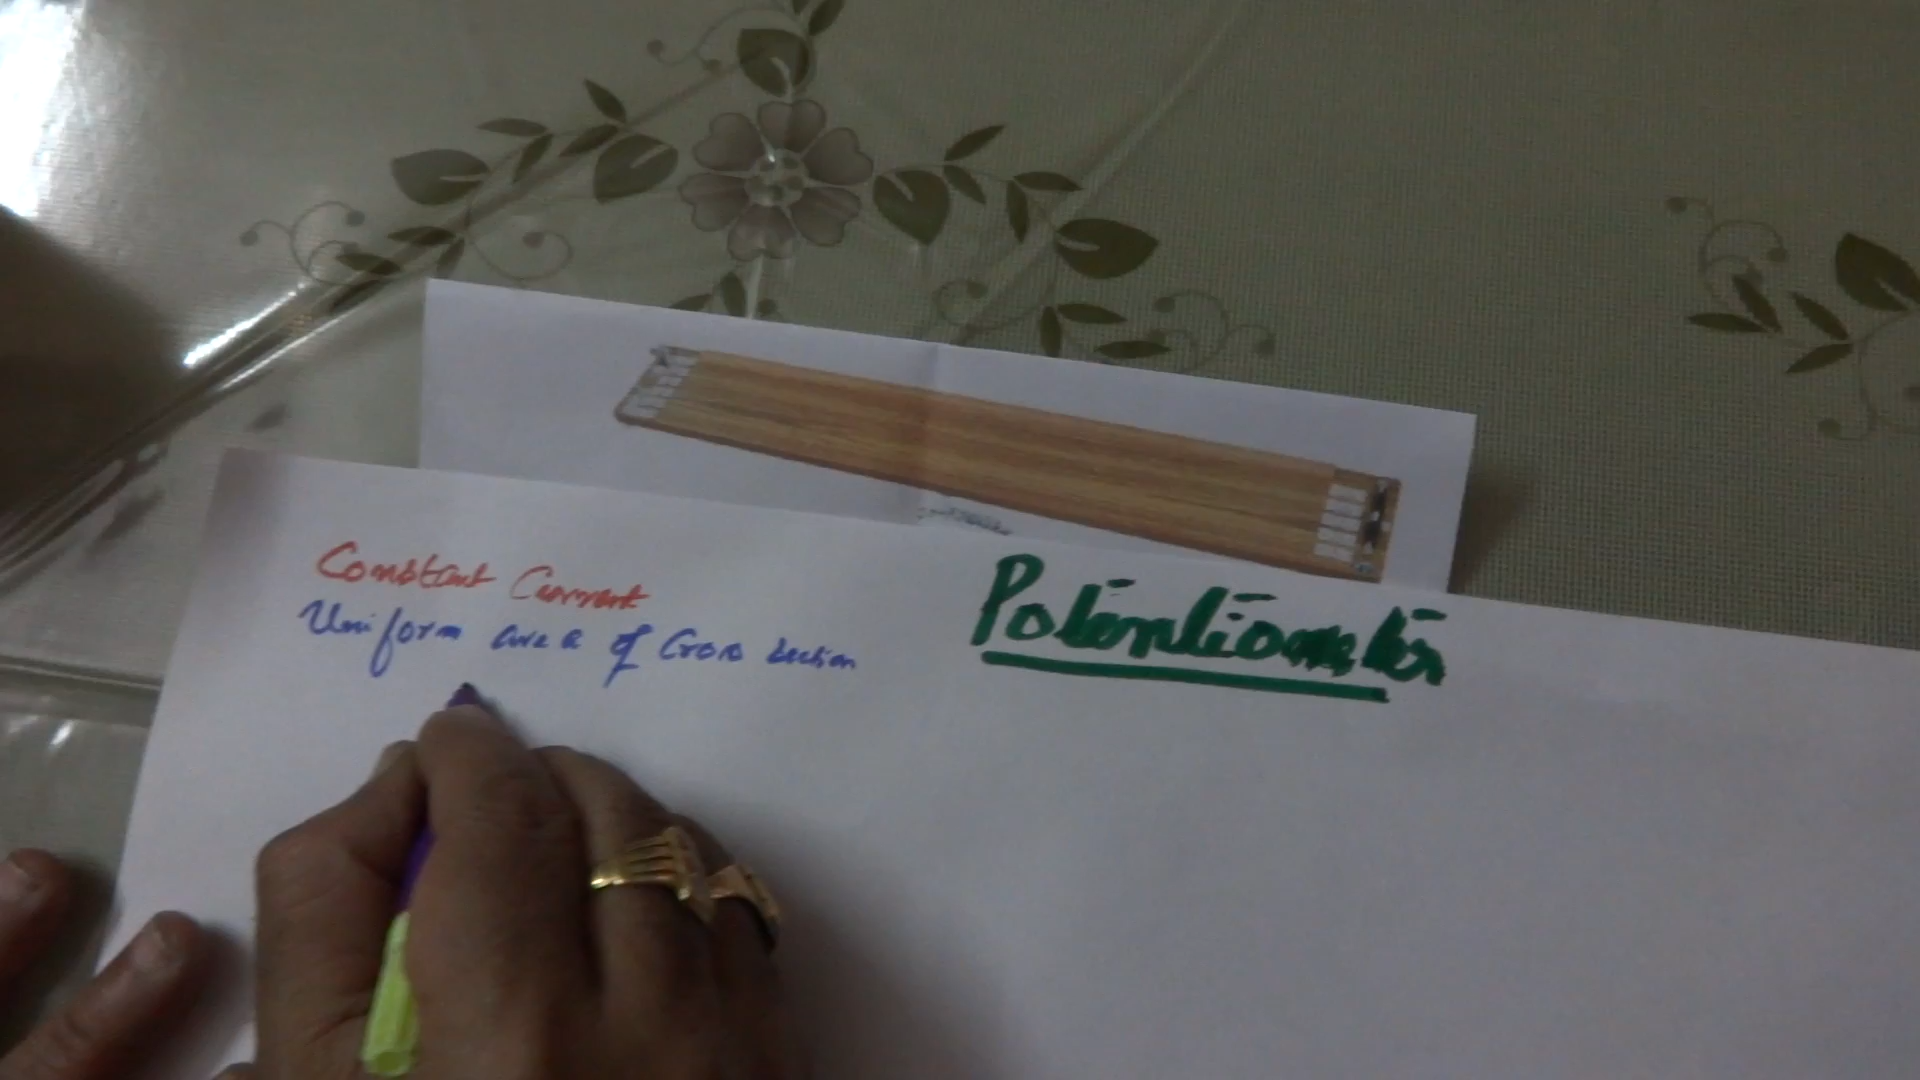 Constant Current
Uniform area of Cross section
Potentiometer